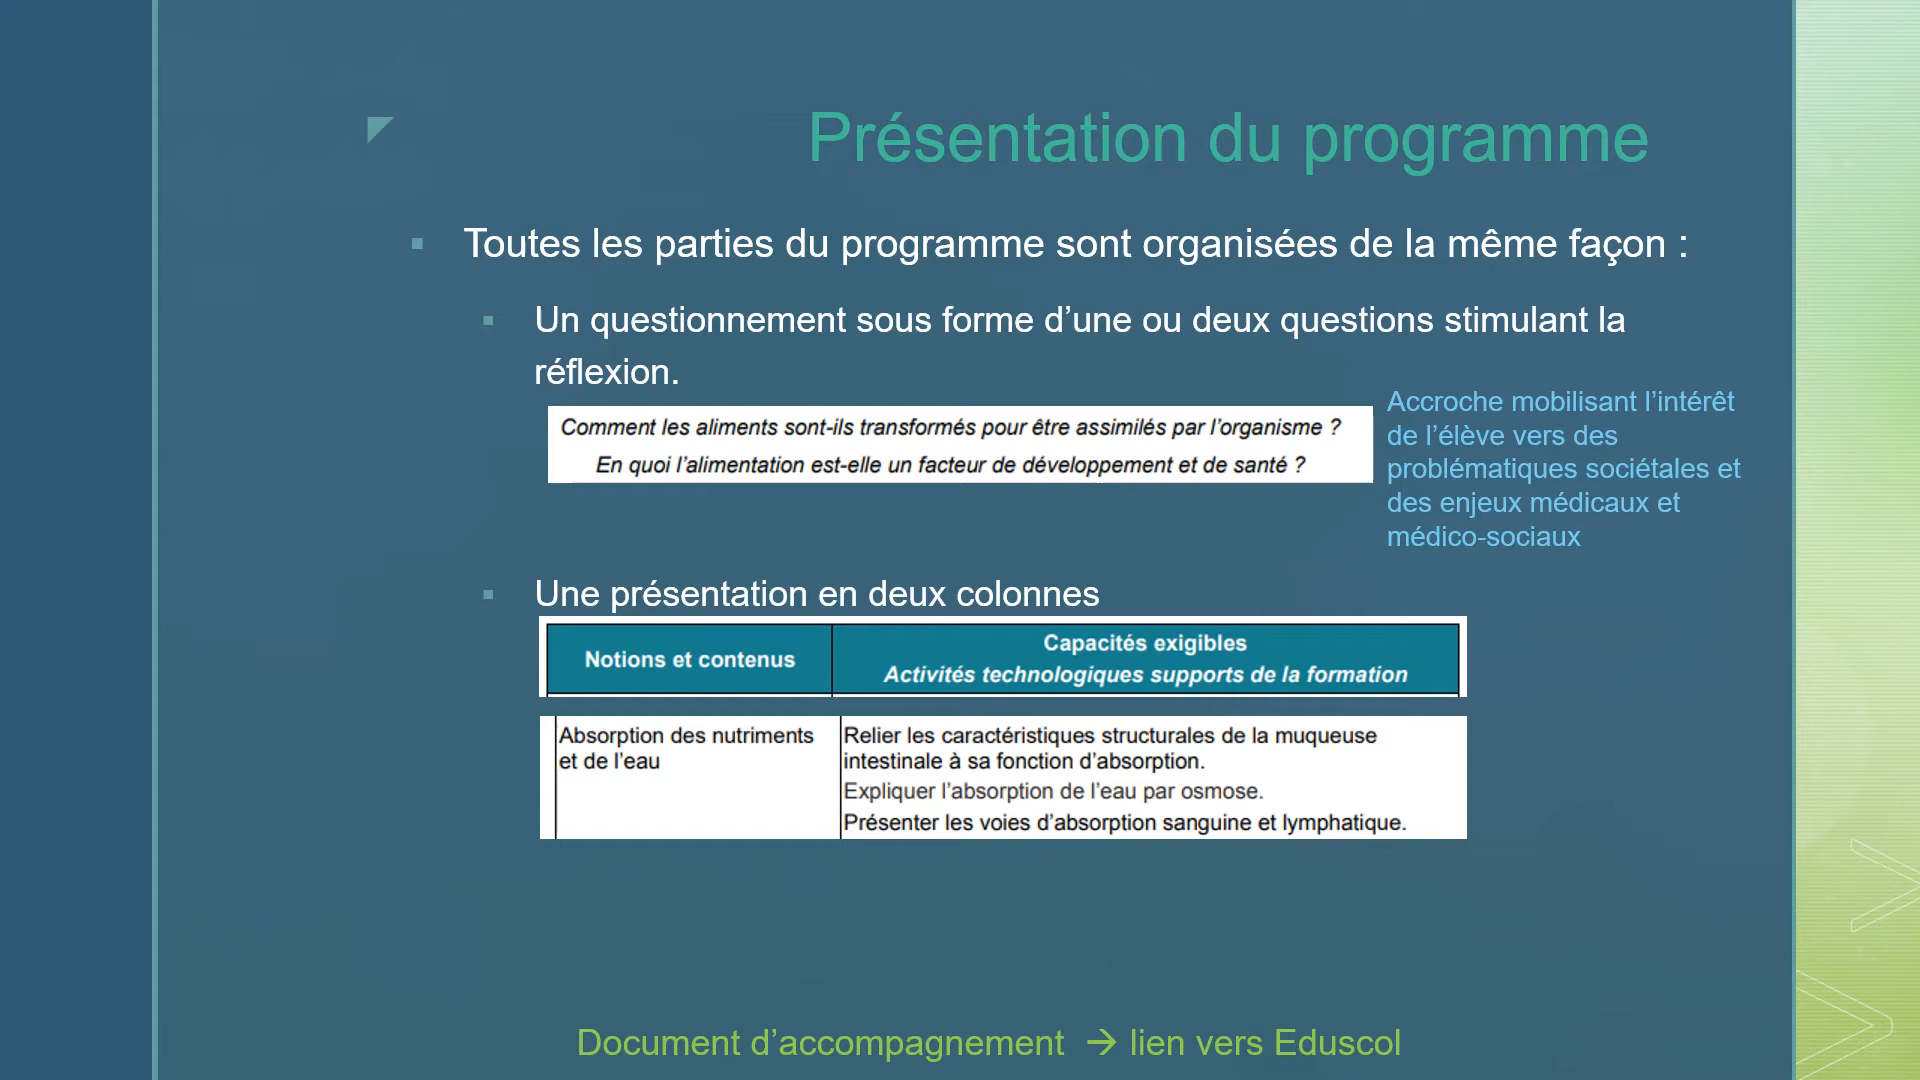 Présentation du programme
Toutes les parties du programme sont organisées de la même façon :
Un questionnement sous forme d’une ou deux questions stimulant la
réflexion.
Comment les aliments sont-ils transformés pour être assimilés par l’organisme ?
En quoi l’alimentation est-elle un facteur de développement et de santé ?
Accroche mobilisant l’intérêt
de l’élève vers des
problématiques sociétales et
des enjeux médicaux et
médico-sociaux
Une présentation en deux colonnes
Notions et contenus
Capacités exigibles
Activités technologiques supports de la formation
Absorption des nutriments
et de l’eau
Relier les caractéristiques structurales de la muqueuse
intestinale à sa fonction d’absorption.
Expliquer l’absorption de l’eau par osmose.
Présenter les voies d’absorption sanguine et lymphatique.
Document d’accompagnement → lien vers Eduscol